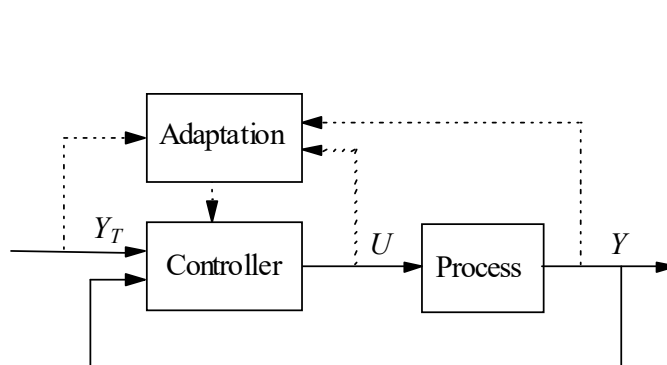 Adaptation
Y_T
Controller
U
Process
Y